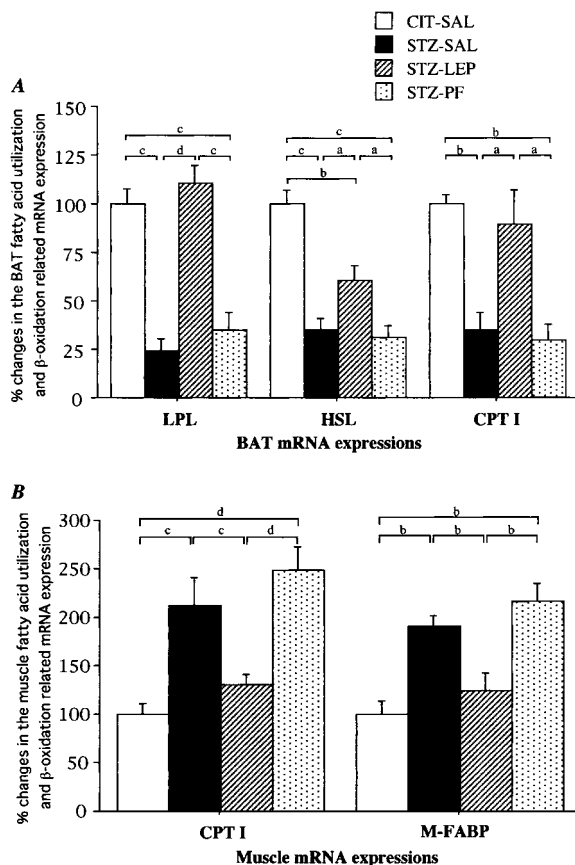 CIT-SAL
STZ-SAL
STZ-LEP
STZ-PF
A
% changes in the BAT fatty acid utilization
and β-oxidation related mRNA expression
150
125
100
75
50
25
0
c
c d c
c
c a a
b
b
b a a
LPL HSL CPT I
BAT mRNA expressions
B
% changes in the muscle fatty acid utilization
and β-oxidation related mRNA expression
300
250
200
150
100
50
0
d
c c d
b
b b b
CPT I M-FABP
Muscle mRNA expressions